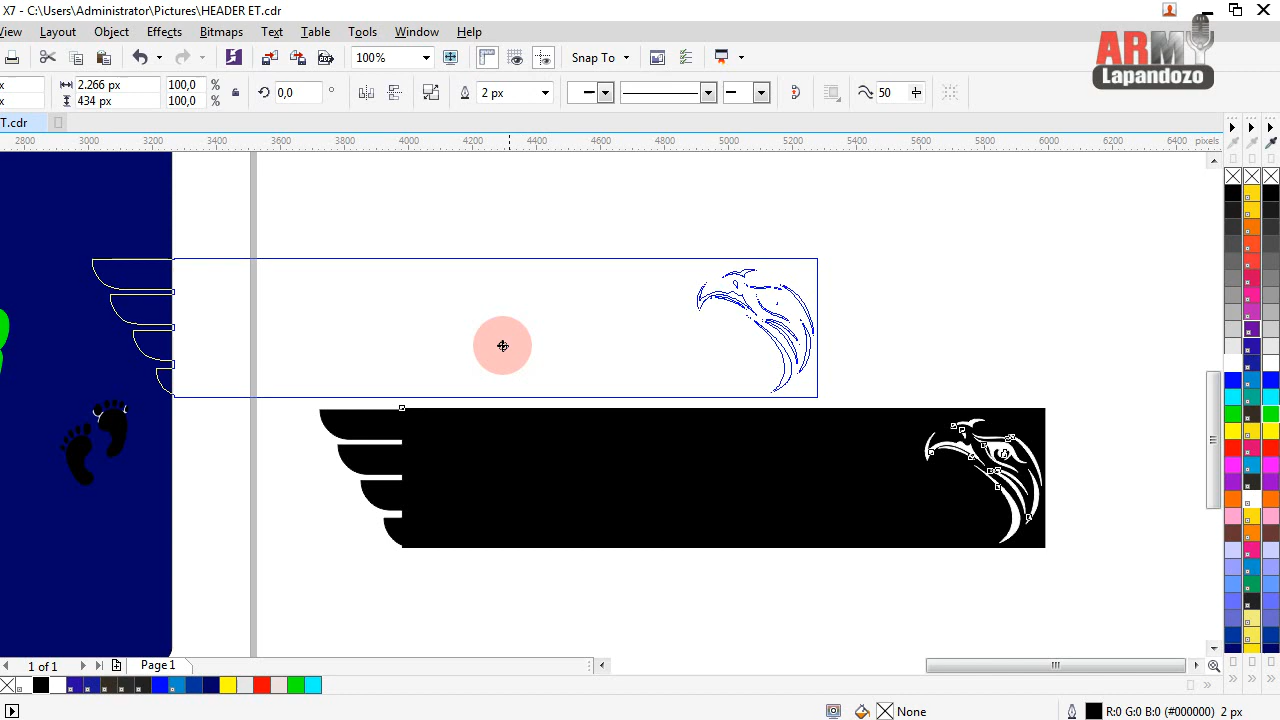 X7 - C:\Users\Administrator\Pictures\HEADER ET.cdr
View Layout Object Effects Bitmaps Text Table Tools Window Help
100% Snap To
ARMY
Lapandozo
x 2.266 px 100,0 % 0,0 ° 2 px 50
x 434 px 100,0 %
T.cdr
2800 3000 3200 3400 3600 3800 4000 4200 4400 4600 4800 5000 5200 5400 5600 5800 6000 6200 6400 pixels
1 of 1 Page 1
None R:0 G:0 B:0 (#000000) 2 px